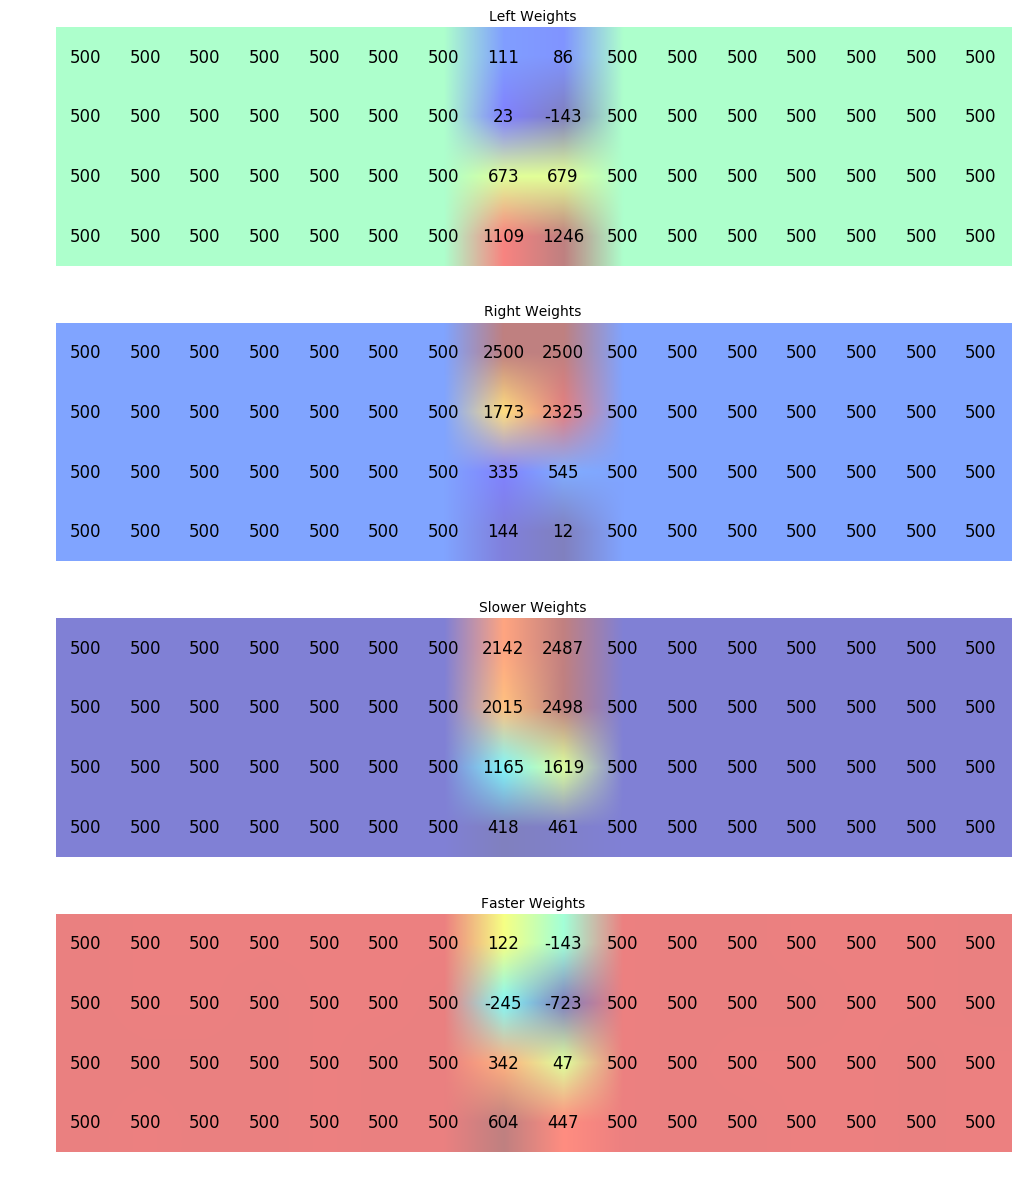 Left Weights
500 500 500 500 500 500 500 111 86 500 500 500 500 500 500 500
500 500 500 500 500 500 500 23 -143 500 500 500 500 500 500 500
500 500 500 500 500 500 500 673 679 500 500 500 500 500 500 500
500 500 500 500 500 500 500 1109 1246 500 500 500 500 500 500 500
Right Weights
500 500 500 500 500 500 500 2500 2500 500 500 500 500 500 500 500
500 500 500 500 500 500 500 1773 2325 500 500 500 500 500 500 500
500 500 500 500 500 500 500 335 545 500 500 500 500 500 500 500
500 500 500 500 500 500 500 144 12 500 500 500 500 500 500 500
Slower Weights
500 500 500 500 500 500 500 2142 2487 500 500 500 500 500 500 500
500 500 500 500 500 500 500 2015 2498 500 500 500 500 500 500 500
500 500 500 500 500 500 500 1165 1619 500 500 500 500 500 500 500
500 500 500 500 500 500 500 418 461 500 500 500 500 500 500 500
Faster Weights
500 500 500 500 500 500 500 122 -143 500 500 500 500 500 500 500
500 500 500 500 500 500 500 -245 -723 500 500 500 500 500 500 500
500 500 500 500 500 500 500 342 47 500 500 500 500 500 500 500
500 500 500 500 500 500 500 604 447 500 500 500 500 500 500 500